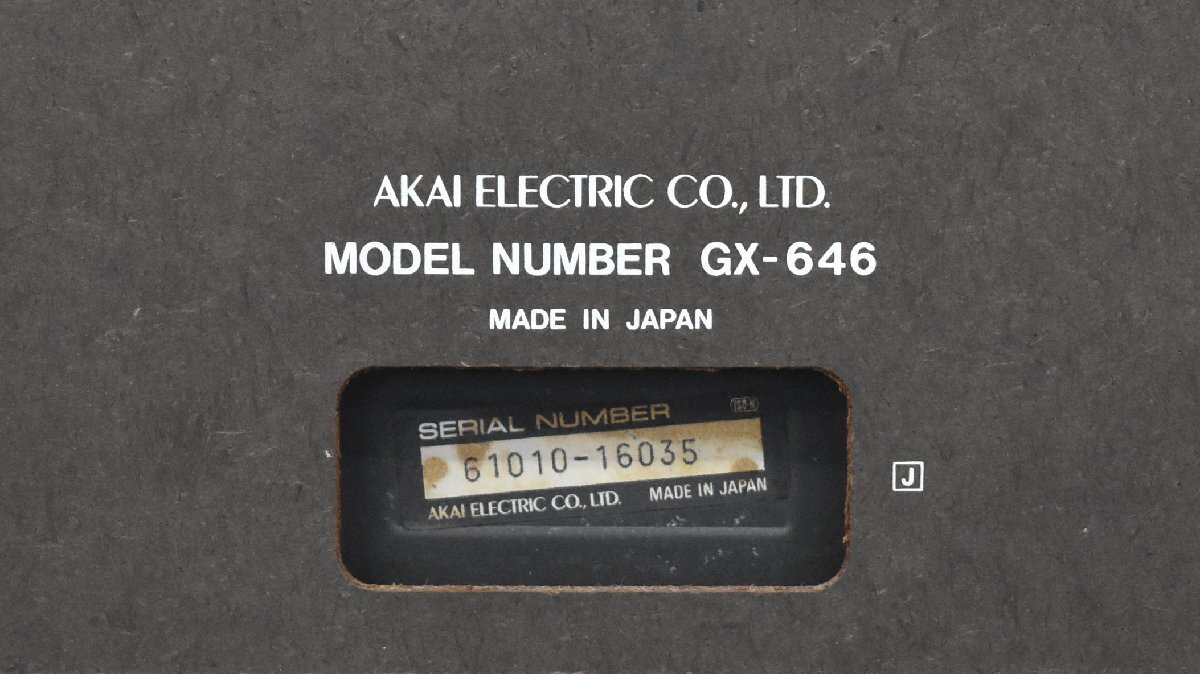 AKAI ELECTRIC CO., LTD.
MODEL NUMBER GX-646
MADE IN JAPAN
SERIAL NUMBER
61010-16035
AKAI ELECTRIC CO., LTD. MADE IN JAPAN
J